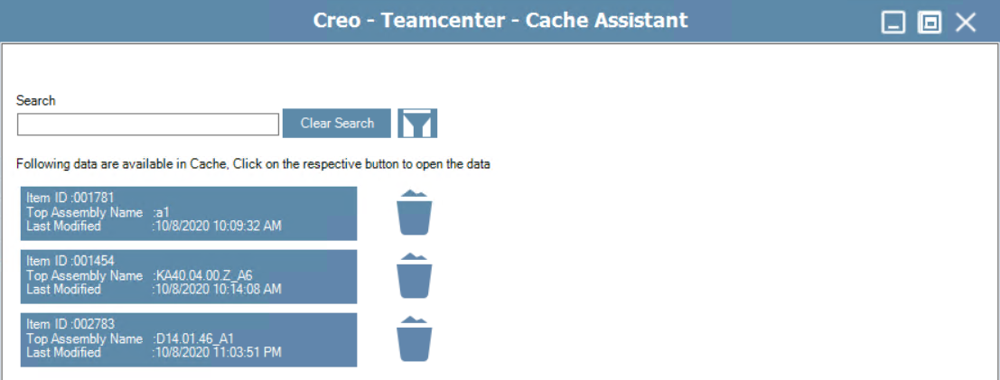 Creo - Teamcenter - Cache Assistant
Search
Clear Search
Following data are available in Cache, Click on the respective button to open the data
Item ID :001781
Top Assembly Name :a1
Last Modified :10/8/2020 10:09:32 AM
Item ID :001454
Top Assembly Name :KA40.04.00.Z_A6
Last Modified :10/8/2020 10:14:08 AM
Item ID :002783
Top Assembly Name :D14.01.46_A1
Last Modified :10/8/2020 11:03:51 PM